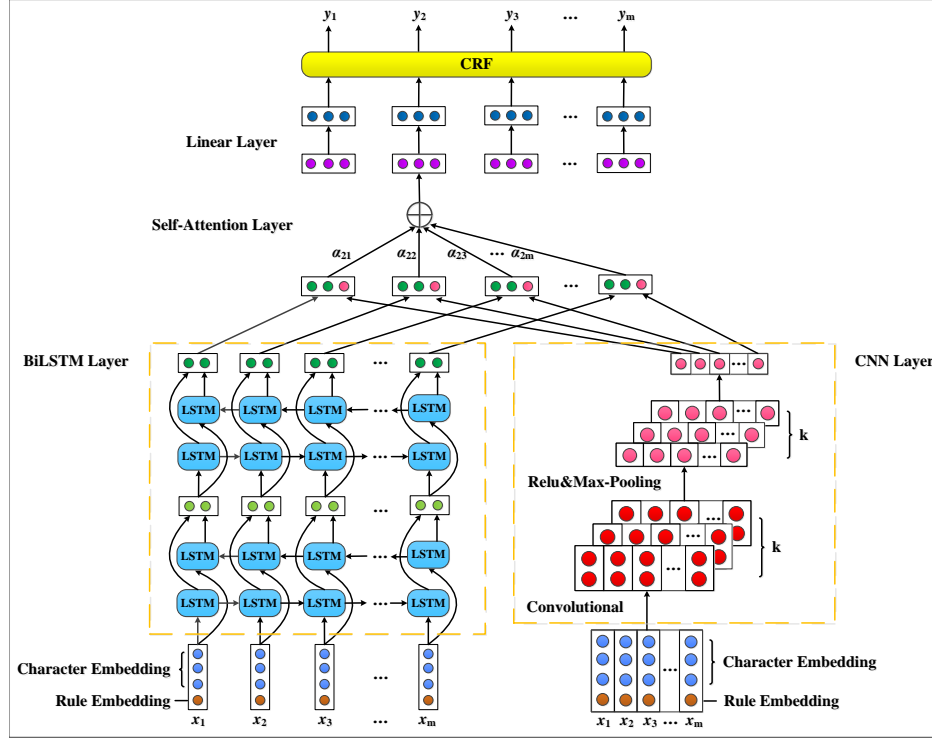 y1 y2 y3 ... ym
CRF
...
Linear Layer
...
Self-Attention Layer
α21 α22 α23 ... α2m
...
BiLSTM Layer
CNN Layer
... ...
LSTM LSTM LSTM ... LSTM
... k
LSTM LSTM LSTM ... LSTM
...
Relu&Max-Pooling
...
...
... k
LSTM LSTM LSTM ... LSTM
...
LSTM LSTM LSTM ... LSTM
Convolutional
Character Embedding ... ... Character Embedding
Rule Embedding Rule Embedding
x1 x2 x3 ... xm x1 x2 x3 ... xm